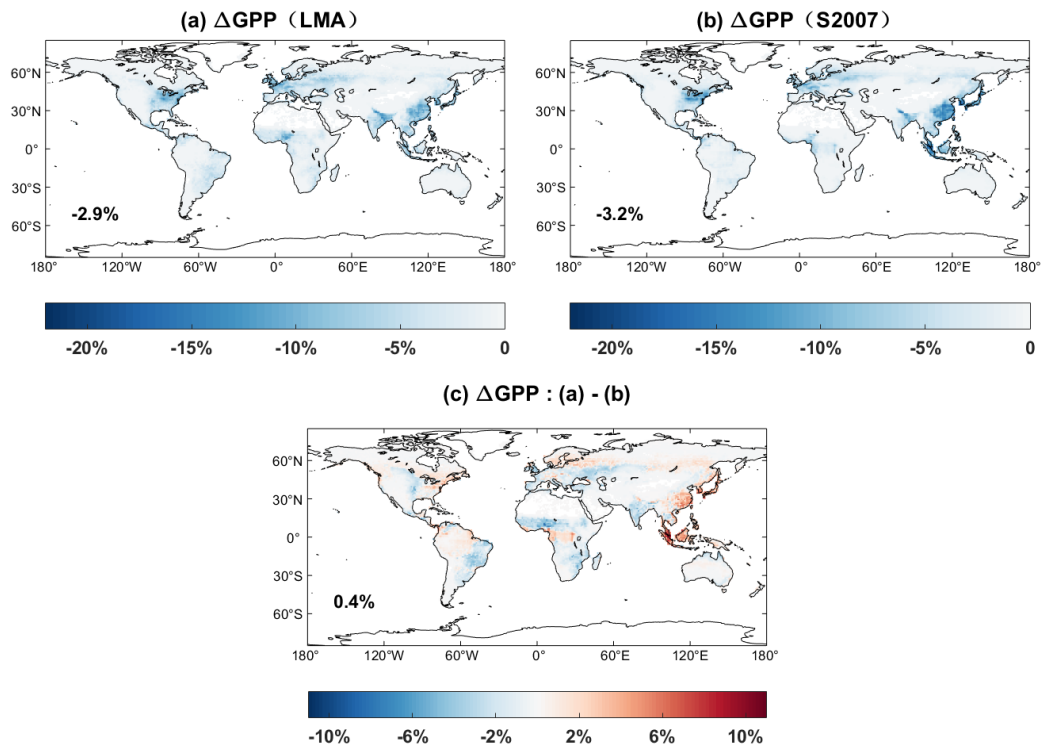 (a) ΔGPP（LMA）
(b) ΔGPP（S2007）
60°N
30°N
0°
30°S
60°S
-2.9%
180°
120°W
60°W
0°
60°E
120°E
180°
60°N
30°N
0°
30°S
60°S
-3.2%
180°
120°W
60°W
0°
60°E
120°E
180°
-20%
-15%
-10%
-5%
0
-20%
-15%
-10%
-5%
0
(c) ΔGPP : (a) - (b)
60°N
30°N
0°
30°S
60°S
0.4%
180°
120°W
60°W
0°
60°E
120°E
180°
-10%
-6%
-2%
2%
6%
10%